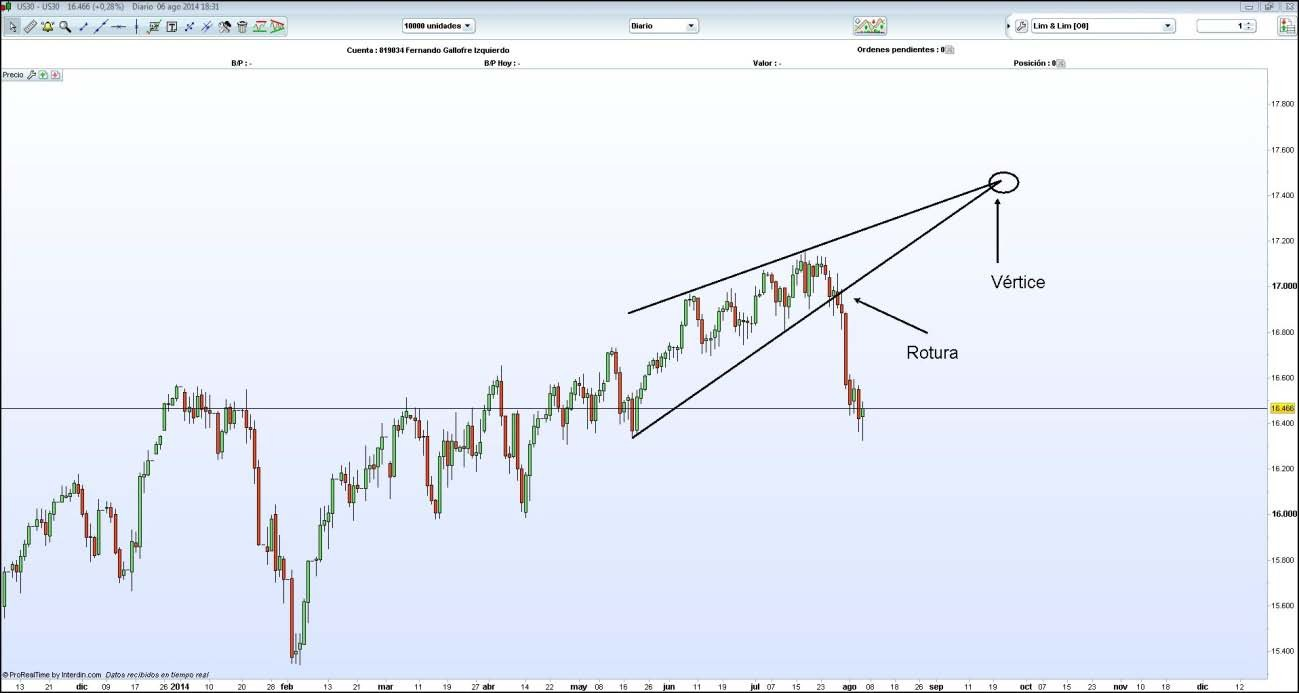 US30 - US30 16.466 (+0,28%) Diario 06 ago 2014 18:31
10000 unidades Diario Lim & Lim [O8] 1
Cuenta : 819034 Fernando Gallofre Izquierdo Ordenes pendientes : 0
B/P : - B/P Hoy : - Valor : - Posición : 0
Precio
17.800
17.600
17.400
17.200
Vértice
17.000
16.800
Rotura
16.600
16.466
16.400
16.200
16.000
15.800
15.600
15.400
© ProRealTime by Interdin.com Datos recibidos en tiempo real
13 21 dic 09 17 26 2014 10 20 28 feb 13 21 mar 11 19 27 abr 14 22 may 08 16 26 jun 11 19 27 jul 07 15 23 ago 08 18 26 sep 11 19 oct 07 15 23 nov 10 18 dic 12